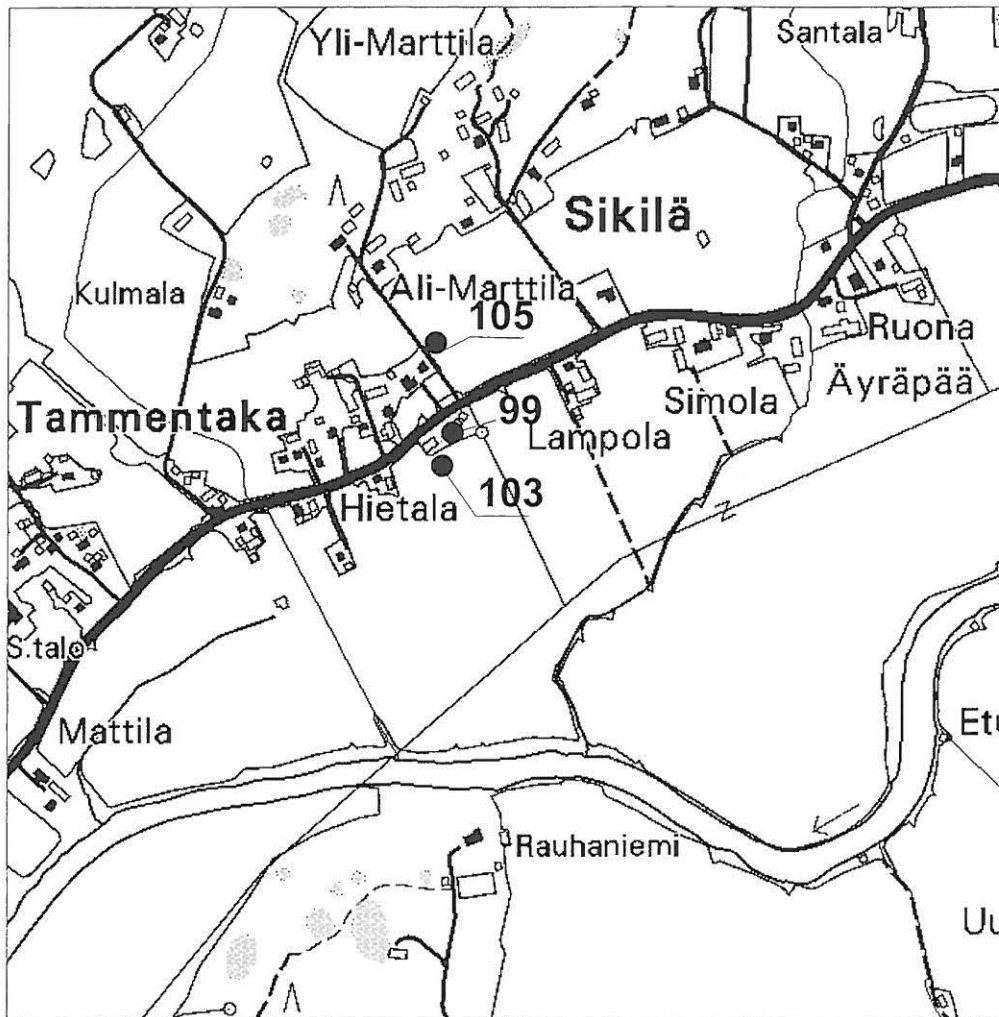 Yli-Marttila
Santala
Sikilä
Kulmala
Ali-Marttila
105
Ruona
Äyräpää
Tammentaka
99
Simola
Lampola
103
Hietala
S.talo
Mattila
Etu
Rauhaniemi
Uu